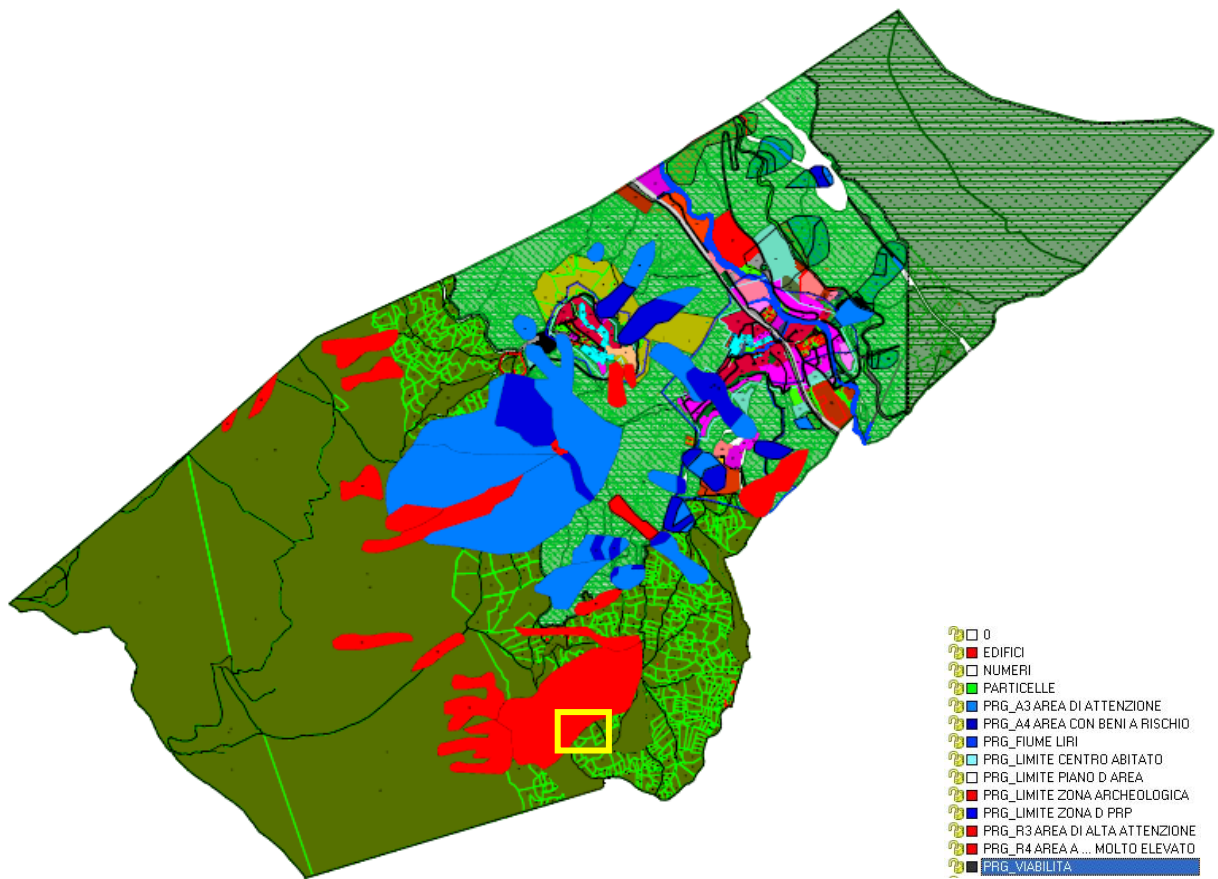 0
EDIFICI
NUMERI
PARTICELLE
PRG_A3 AREA DI ATTENZIONE
PRG_A4 AREA CON BENI A RISCHIO
PRG_FIUME LIRI
PRG_LIMITE CENTRO ABITATO
PRG_LIMITE PIANO D AREA
PRG_LIMITE ZONA ARCHEOLOGICA
PRG_LIMITE ZONA D PRP
PRG_R3 AREA DI ALTA ATTENZIONE
PRG_R4 AREA A ... MOLTO ELEVATO
PRG_VIABILITA